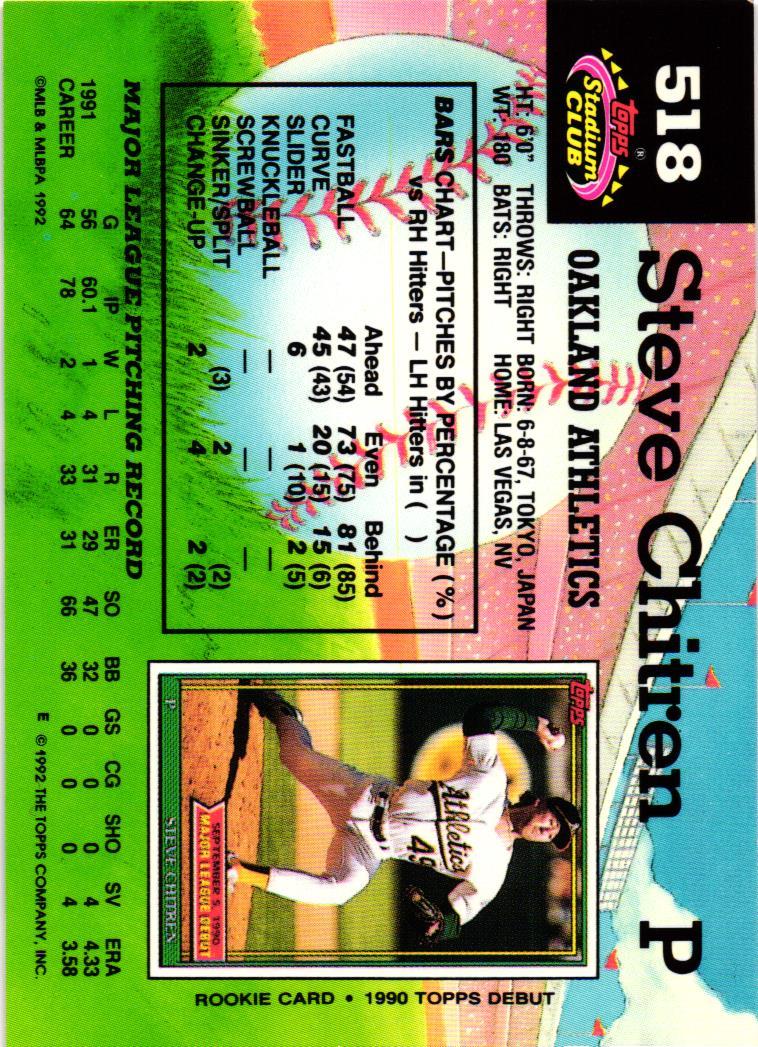 518
Topps®
Stadium
CLUB
Steve Chitren P
OAKLAND ATHLETICS
HT: 6'0" THROWS: RIGHT BORN: 6-8-67, TOKYO, JAPAN
WT: 180 BATS: RIGHT HOME: LAS VEGAS, NV
BARS CHART—PITCHES BY PERCENTAGE (%)
vs RH Hitters — LH Hitters in ( )
Ahead Even Behind
FASTBALL 47 (54) 73 (75) 81 (85)
CURVE 45 (43) 20 (15) 15 (6)
SLIDER 6 1 (10) 2 (5)
KNUCKLEBALL — — —
SCREWBALL — — —
SINKER/SPLIT (3) 2 (2)
CHANGE-UP 2 4 2 (2)
Topps
Athletics
49
SEPTEMBER 5, 1990
MAJOR LEAGUE DEBUT
P STEVE CHITREN
ROOKIE CARD • 1990 TOPPS DEBUT
MAJOR LEAGUE PITCHING RECORD
G IP W L R ER SO BB GS CG SHO SV ERA
1991 56 60.1 1 4 31 29 47 32 0 0 0 4 4.33
CAREER 64 78 2 4 33 31 66 36 0 0 0 4 3.58
©MLB & MLBPA 1992 E ©1992 THE TOPPS COMPANY, INC.